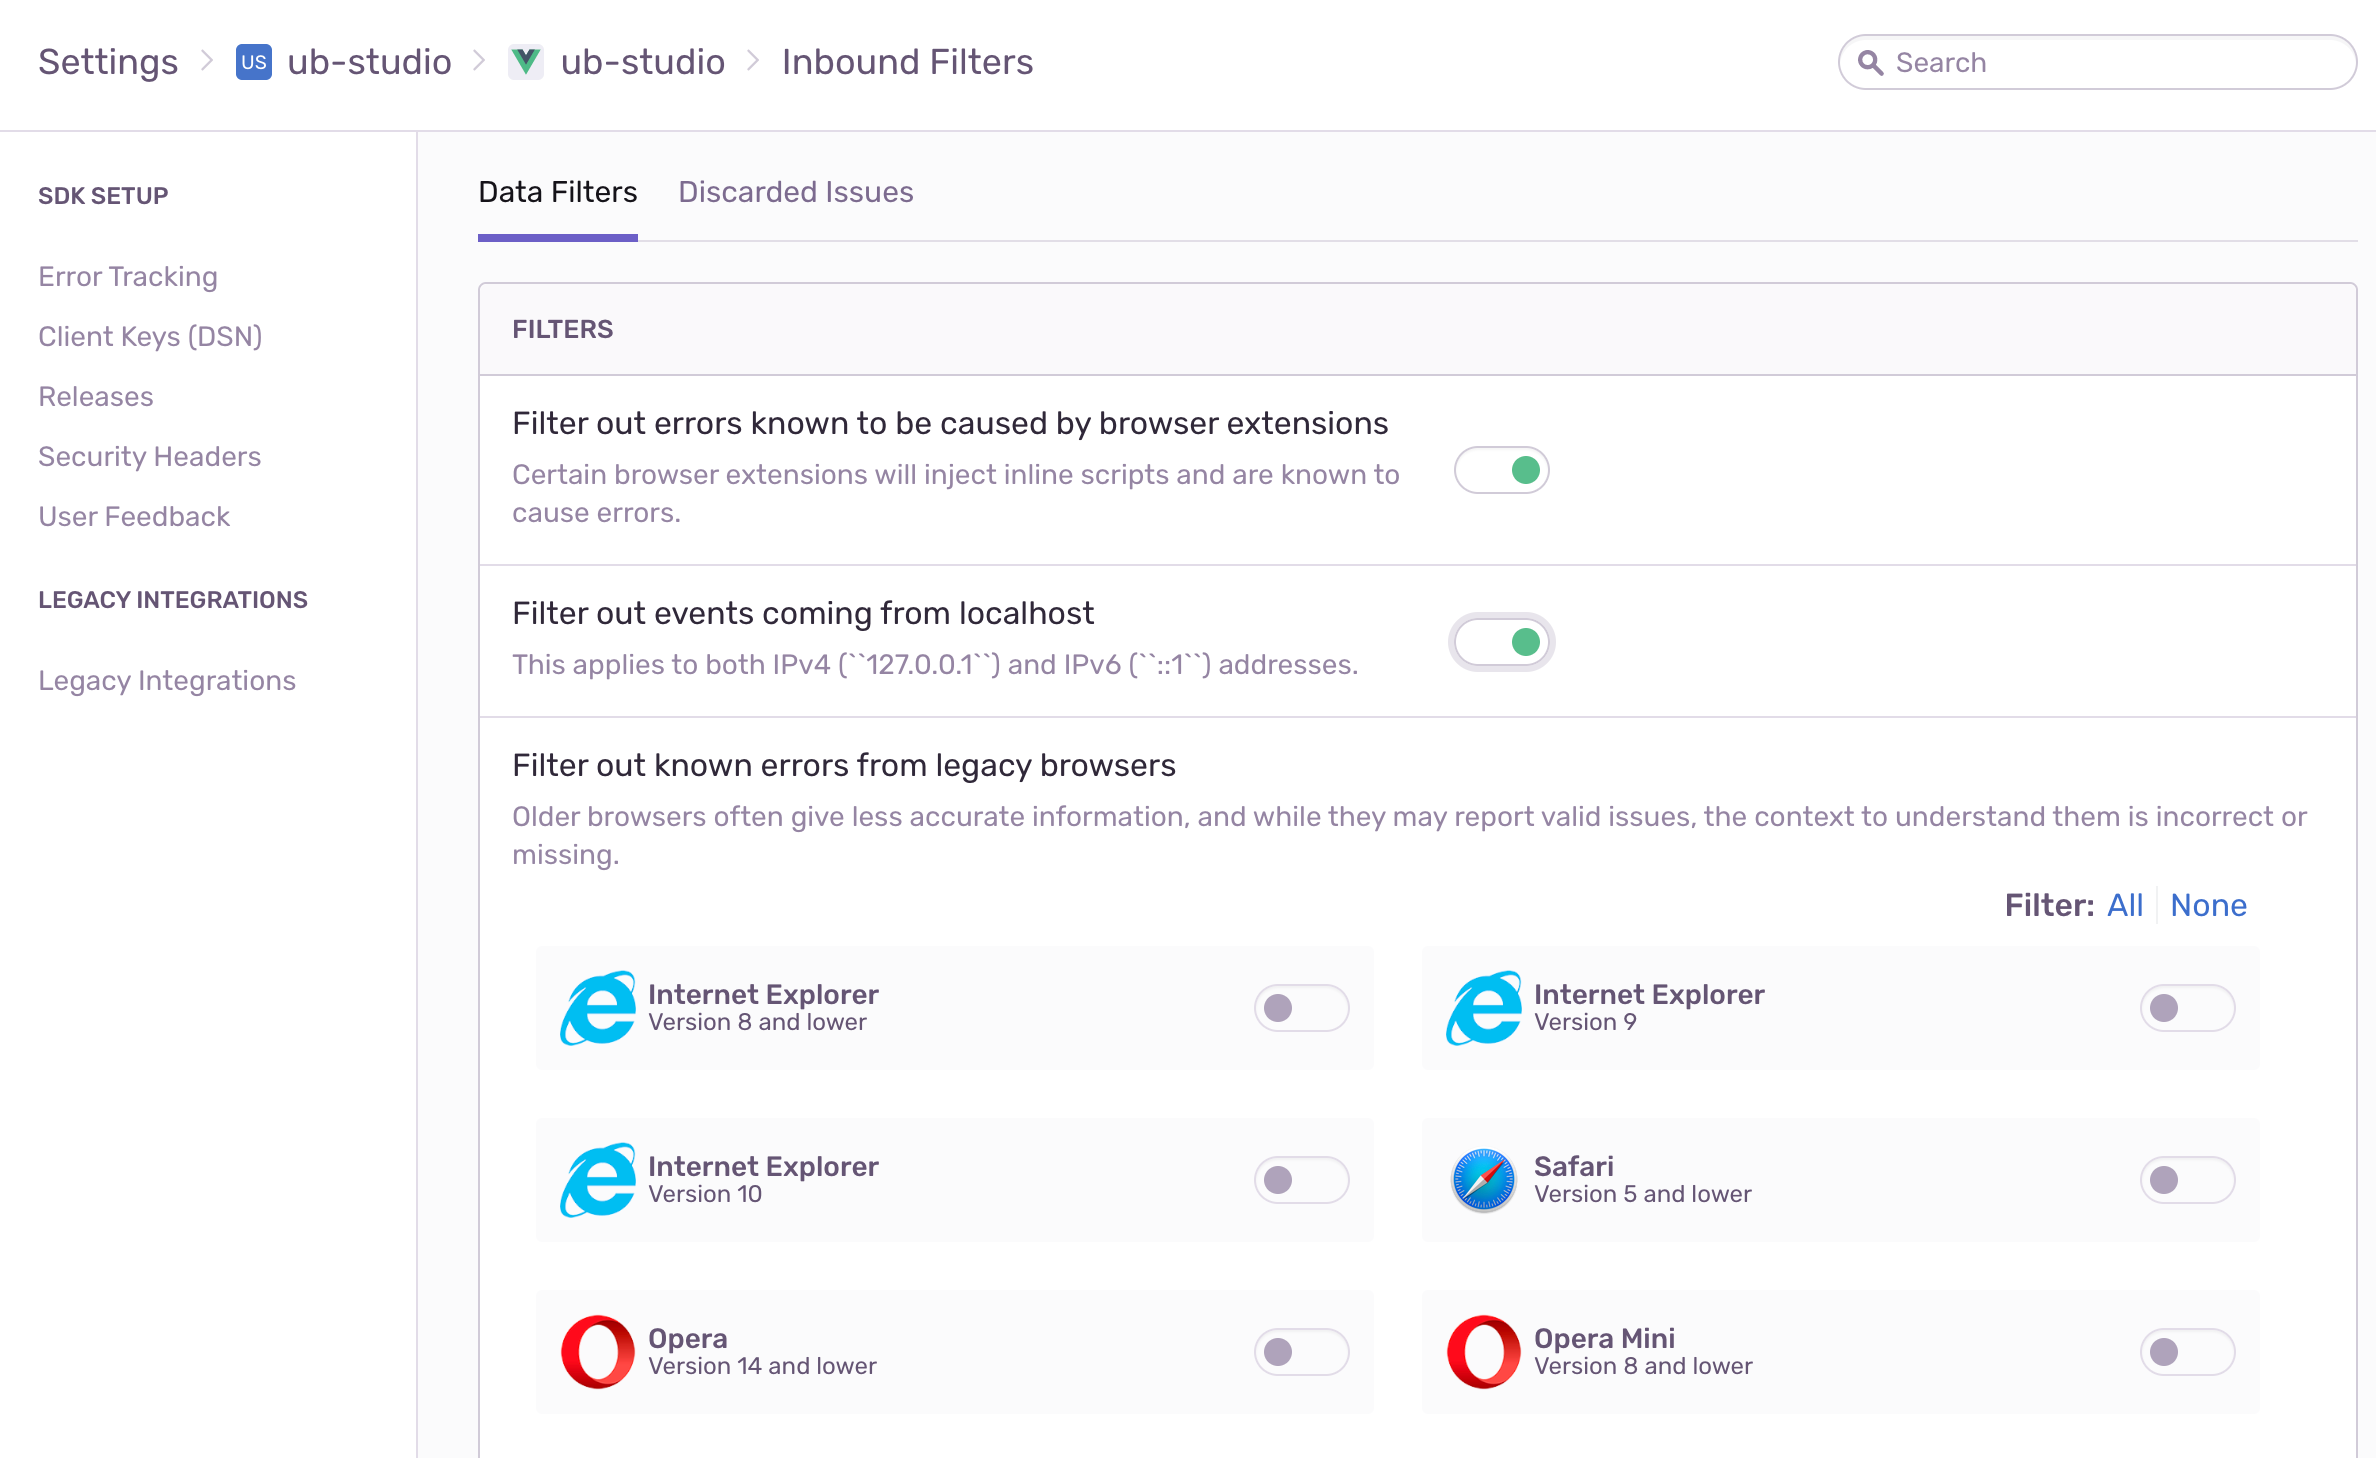 Settings
US ub-studio
ub-studio
Inbound Filters
Search
SDK SETUP
Error Tracking
Client Keys (DSN)
Releases
Security Headers
User Feedback
LEGACY INTEGRATIONS
Legacy Integrations
Data Filters
Discarded Issues
FILTERS
Filter out errors known to be caused by browser extensions
Certain browser extensions will inject inline scripts and are known to
cause errors.
Filter out events coming from localhost
This applies to both IPv4 (``127.0.0.1``) and IPv6 (``::1``) addresses.
Filter out known errors from legacy browsers
Older browsers often give less accurate information, and while they may report valid issues, the context to understand them is incorrect or
missing.
Filter: All None
Internet Explorer
Version 8 and lower
Internet Explorer
Version 9
Internet Explorer
Version 10
Safari
Version 5 and lower
Opera
Version 14 and lower
Opera Mini
Version 8 and lower